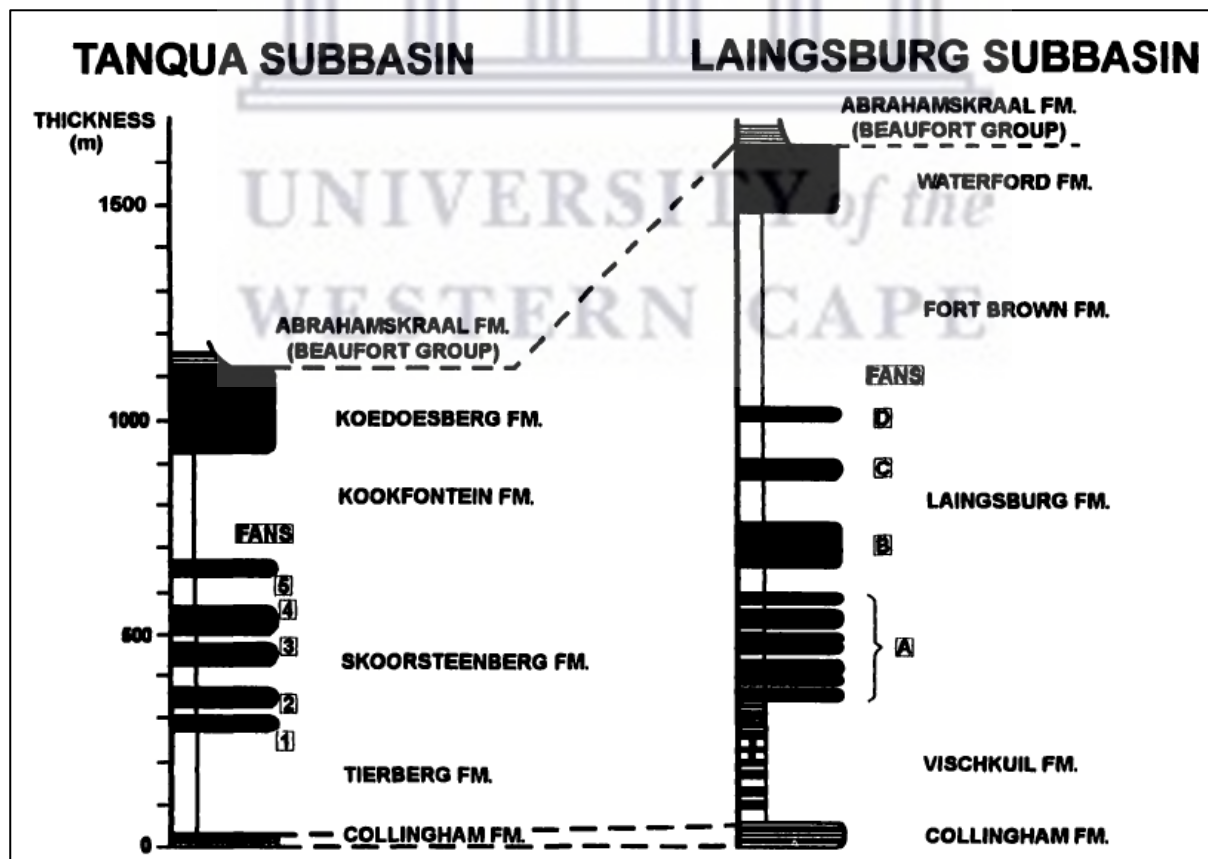 TANQUA SUBBASIN
LAINGSBURG SUBBASIN
THICKNESS
(m)
1500
1000
500
0
ABRAHAMSKRAAL FM.
(BEAUFORT GROUP)
KOEDOESBERG FM.
KOOKFONTEIN FM.
FANS
5
4
3
2
1
SKOORSTEENBERG FM.
TIERBERG FM.
COLLINGHAM FM.
ABRAHAMSKRAAL FM.
(BEAUFORT GROUP)
WATERFORD FM.
FORT BROWN FM.
FANS
D
C
B
A
LAINGSBURG FM.
VISCHKUIL FM.
COLLINGHAM FM.
UNIVERSITY of the
WESTERN CAPE